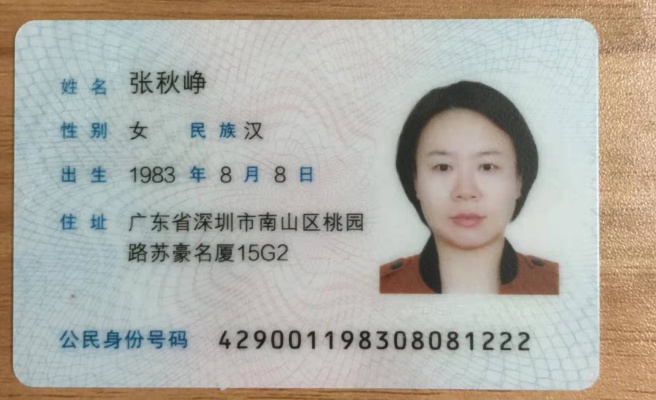 姓名 张秋峥
性别 女 民族 汉
出生 1983 年 8 月 8 日
住址 广东省深圳市南山区桃园
路苏豪名厦15G2
公民身份号码 429001198308081222